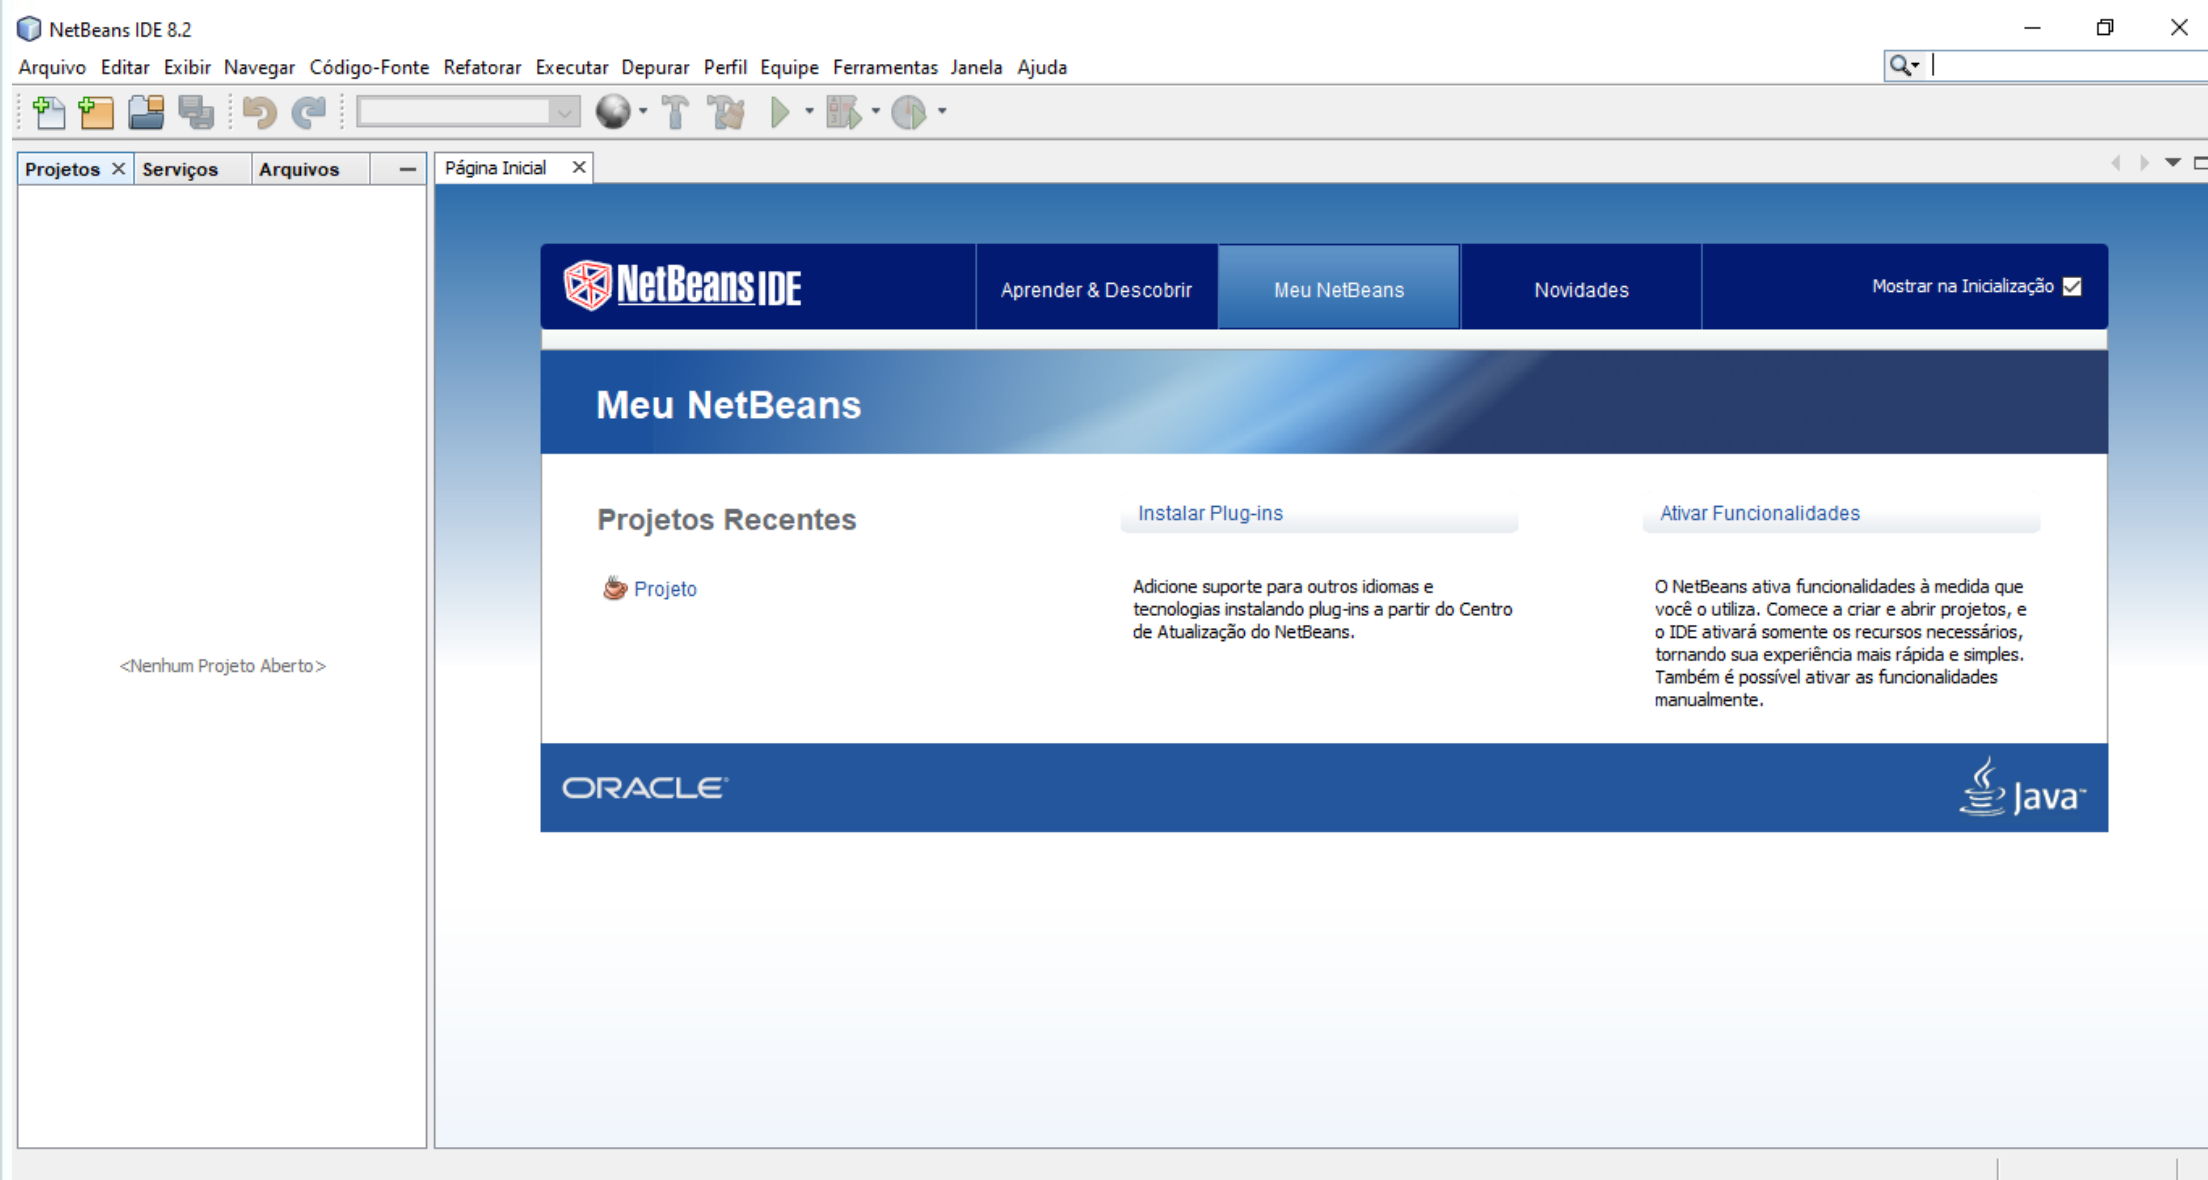 NetBeans IDE 8.2
Arquivo Editar Exibir Navegar Código-Fonte Refatorar Executar Depurar Perfil Equipe Ferramentas Janela Ajuda
Projetos Serviços Arquivos
Página Inicial
NetBeans IDE
Aprender & Descobrir
Meu NetBeans
Novidades
Mostrar na Inicialização
Meu NetBeans
Projetos Recentes
Projeto
Instalar Plug-ins
Adicione suporte para outros idiomas e
tecnologias instalando plug-ins a partir do Centro
de Atualização do NetBeans.
Ativar Funcionalidades
O NetBeans ativa funcionalidades à medida que
você o utiliza. Comece a criar e abrir projetos, e
o IDE ativará somente os recursos necessários,
tornando sua experiência mais rápida e simples.
Também é possível ativar as funcionalidades
manualmente.
<Nenhum Projeto Aberto>
ORACLE
Java